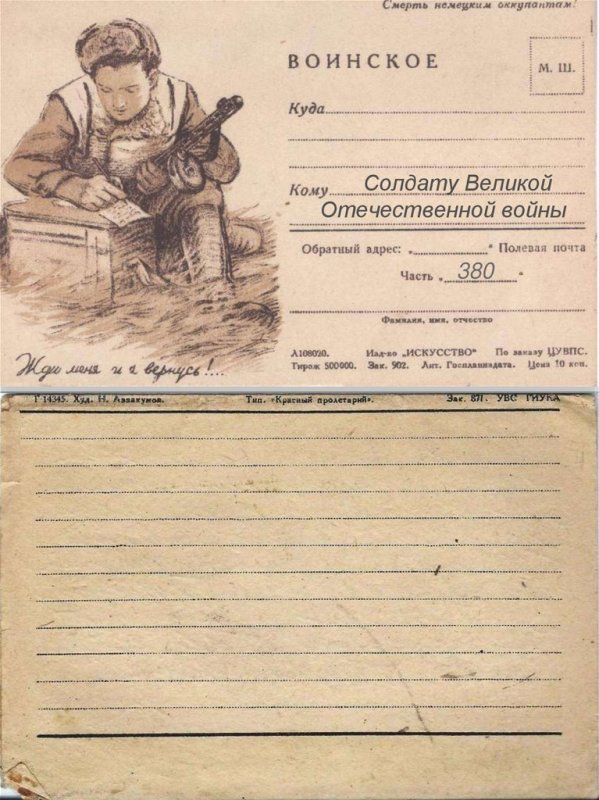 Смерть немецким оккупантам!
ВОИНСКОЕ
М. Ш.
Куда
Кому Солдату Великой
Отечественной войны
Обратный адрес: „ “ Полевая почта
Часть „ 380 “
Фамилия, имя, отчество
А108020. Изд-во „ИСКУССТВО“ По заказу ЦУВПС.
Тираж 500000. Зак. 502. Ант. Госпланиздата. Цена 10 коп.
Жди меня и я вернусь!...
Г 14345. Худ. Н. Аввакумов. Тип. «Красный пролетарий». Зак. 871. УВС ГИУКА